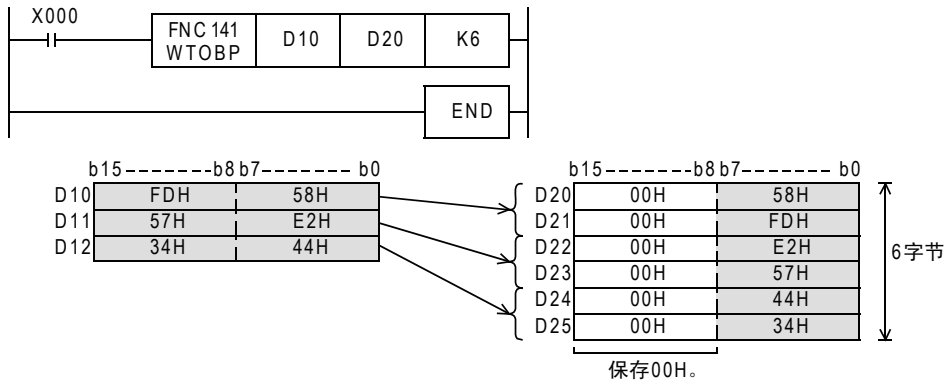 X000
FNC 141
WTOBP
D10
D20
K6
END
b15 --------- b8 b7 --------- b0
D10 FDH 58H
D11 57H E2H
D12 34H 44H
b15 --------- b8 b7 --------- b0
D20 00H 58H
D21 00H FDH
D22 00H E2H
D23 00H 57H
D24 00H 44H
D25 00H 34H
6字节
保存00H。